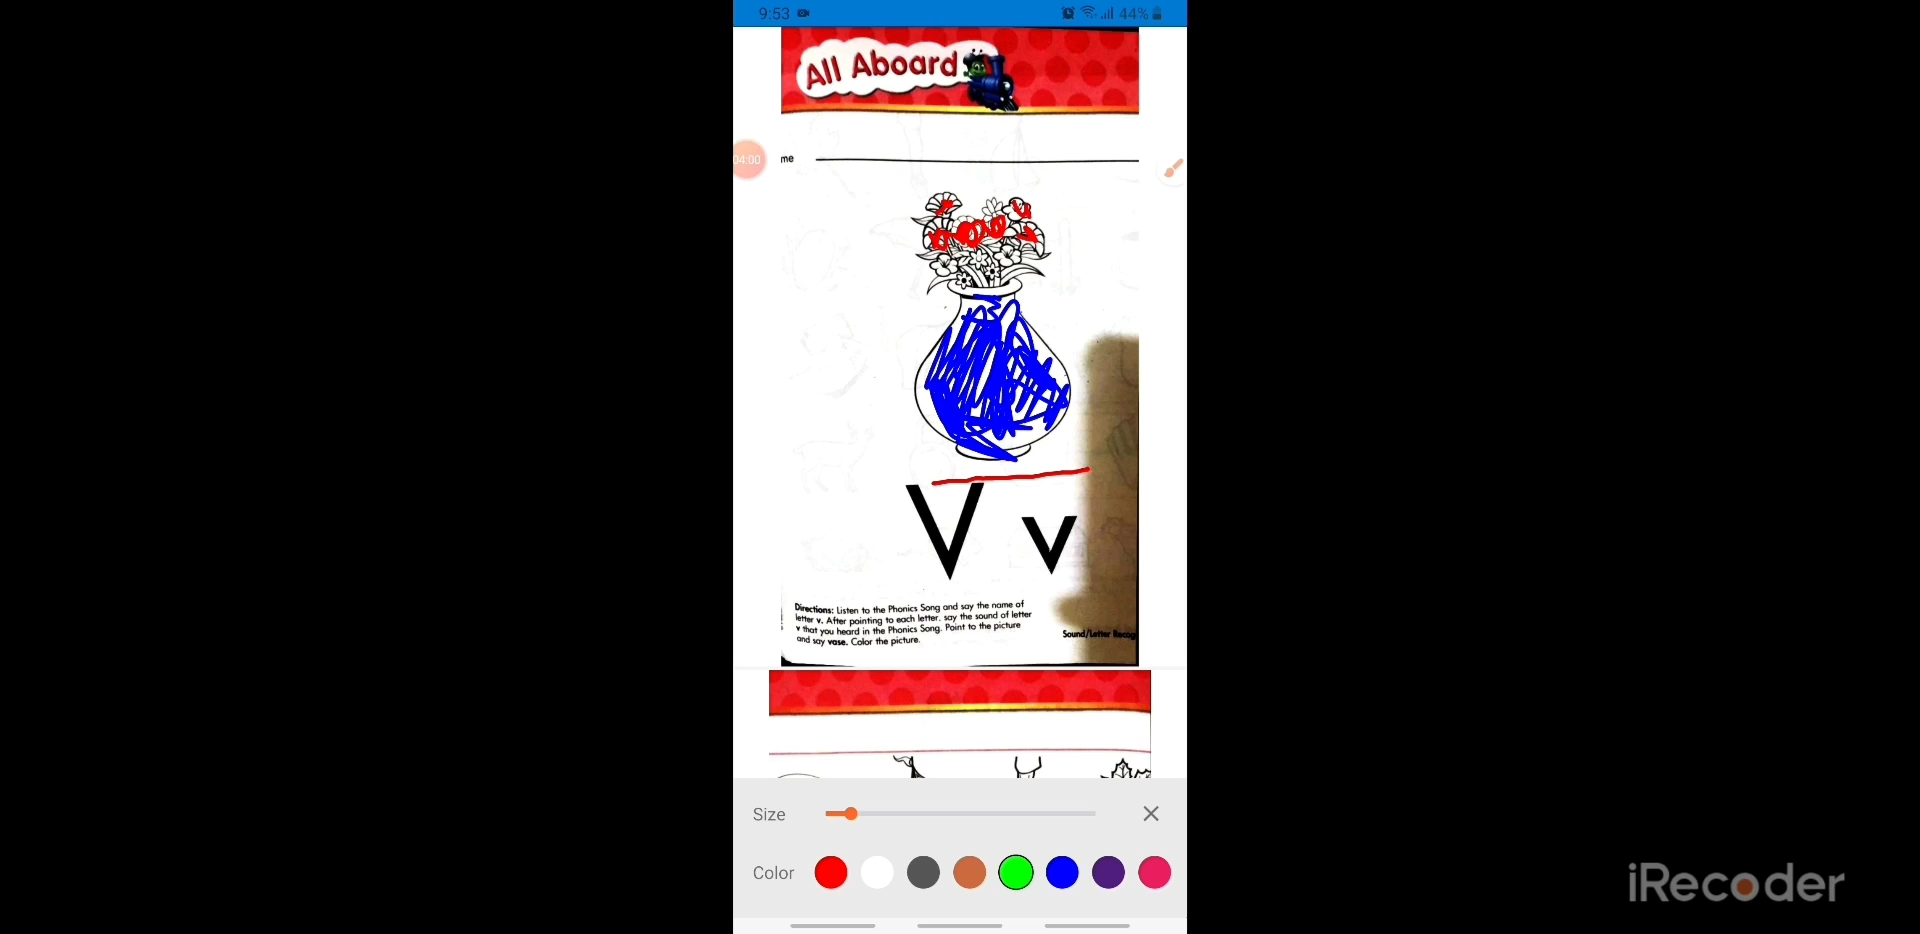 9:53
44%
All Aboard
04:00
me
V v
Directions: Listen to the Phonics Song and say the name of
letter v. After pointing to each letter, say the sound of letter
v that you heard in the Phonics Song. Point to the picture
and say vase. Color the picture.
Sound/Letter Recog
Size
Color
iRecoder